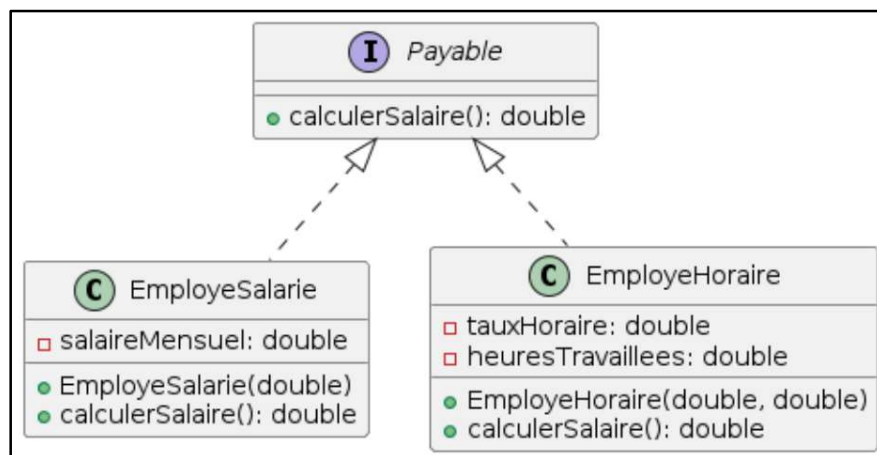 I Payable
calculerSalaire(): double
C EmployeSalarie
salaireMensuel: double
EmployeSalarie(double)
calculerSalaire(): double
C EmployeHoraire
tauxHoraire: double
heuresTravaillees: double
EmployeHoraire(double, double)
calculerSalaire(): double